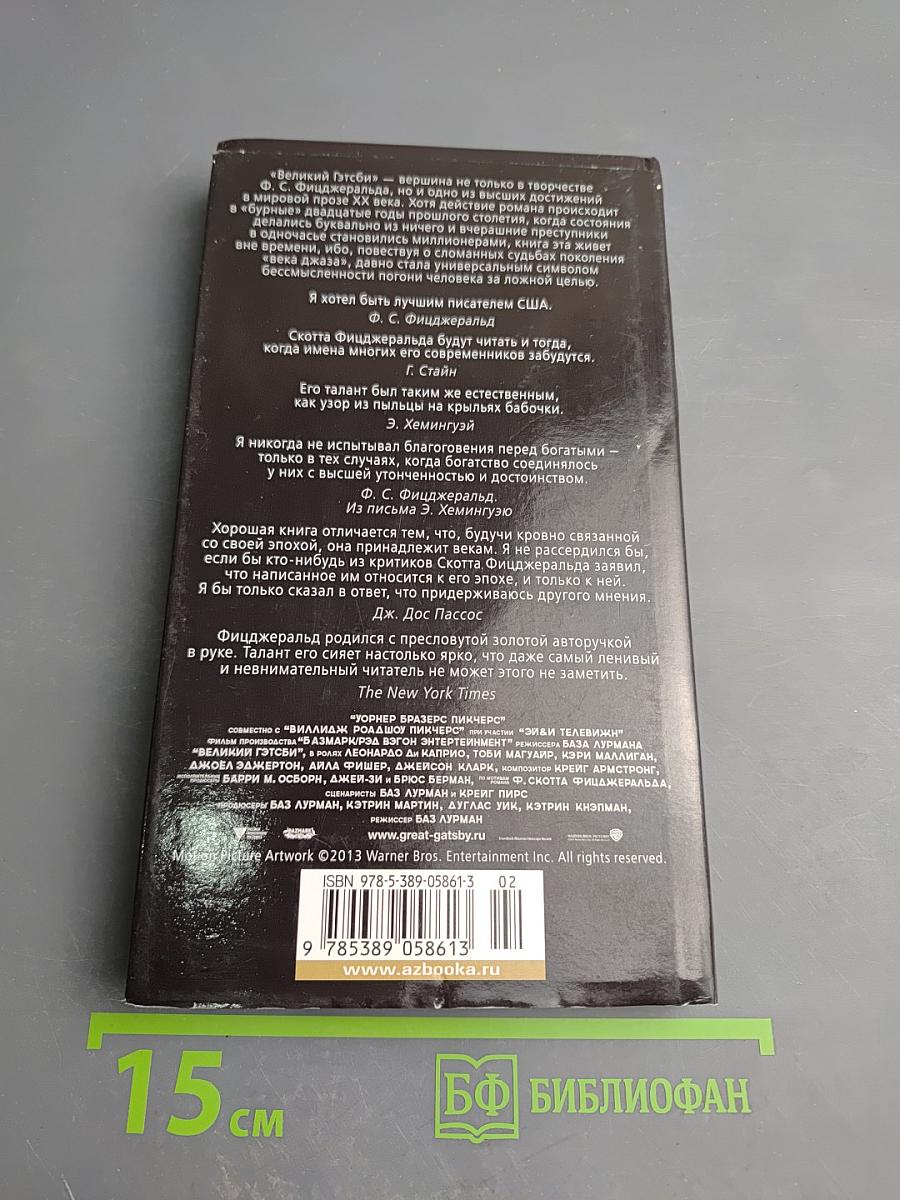 «Великий Гэтсби» — вершина не только в творчестве
Ф. С. Фицджеральда, но и одно из высших достижений
в мировой прозе XX века. Хотя действие романа происходит
в «бурные» двадцатые годы прошлого столетия, когда состояния
делались буквально из ничего и вчерашние преступники
в одночасье становились миллионерами, книга эта живет
вне времени, ибо, повествуя о сломанных судьбах поколения
«века джаза», давно стала универсальным символом
бессмысленности погони человека за ложной целью.
Я хотел быть лучшим писателем США.
Ф. С. Фицджеральд
Скотта Фицджеральда будут читать и тогда,
когда имена многих его современников забудутся.
Г. Стайн
Его талант был таким же естественным,
как узор из пыльцы на крыльях бабочки.
Э. Хемингуэй
Я никогда не испытывал благоговения перед богатыми —
только в тех случаях, когда богатство соединялось
у них с высшей утонченностью и достоинством.
Ф. С. Фицджеральд.
Из письма Э. Хемингуэю
Хорошая книга отличается тем, что, будучи кровно связанной
со своей эпохой, она принадлежит векам. Я не рассердился бы,
если бы кто-нибудь из критиков Скотта Фицджеральда заявил,
что написанное им относится к его эпохе, и только к ней.
Я бы только сказал в ответ, что придерживаюсь другого мнения.
Дж. Дос Пассос
Фицджеральд родился с пресловутой золотой авторучкой
в руке. Талант его сияет настолько ярко, что даже самый ленивый
и невнимательный читатель не может этого не заметить.
The New York Times
"УОРНЕР БРАЗЕРС ПИКЧЕРС"
СОВМЕСТНО С "ВИЛЛИДЖ РОАДШОУ ПИКЧЕРС" ПРИ УЧАСТИИ "ЭЙ&И ТЕЛЕВИЖН"
ФИЛЬМ ПРОИЗВОДСТВА "БАЗМАРК/РЭД ВЭГОН ЭНТЕРТЕЙНМЕНТ" РЕЖИССЕРА БАЗА ЛУРМАНА
"ВЕЛИКИЙ ГЭТСБИ", В РОЛЯХ ЛЕОНАРДО Ди КАПРИО, ТОБИ МАГУАЙР, КЭРИ МАЛЛИГАН,
ДЖОЕЛ ЭДЖЕРТОН, АЙЛА ФИШЕР, ДЖЕЙСОН КЛАРК, КОМПОЗИТОР КРЕЙГ АРМСТРОНГ,
ИСПОЛНИТЕЛЬНЫЕ ПРОДЮСЕРЫ БАРРИ М. ОСБОРН, ДЖЕЙ-ЗИ И БРЮС БЕРМАН, ПО МОТИВАМ РОМАНА Ф. СКОТТА ФИЦДЖЕРАЛЬДА,
СЦЕНАРИСТЫ БАЗ ЛУРМАН И КРЕЙГ ПИРС
ПРОДЮСЕРЫ БАЗ ЛУРМАН, КЭТРИН МАРТИН, ДУГЛАС УИК, КЭТРИН КНЭПМАН,
РЕЖИССЕР БАЗ ЛУРМАН
www.great-gatsby.ru
Motion Picture Artwork ©2013 Warner Bros. Entertainment Inc. All rights reserved.
ISBN 978-5-389-05861-3 02
9 785389 058613
www.azbooka.ru
15 см
БФ БИБЛИОФАН